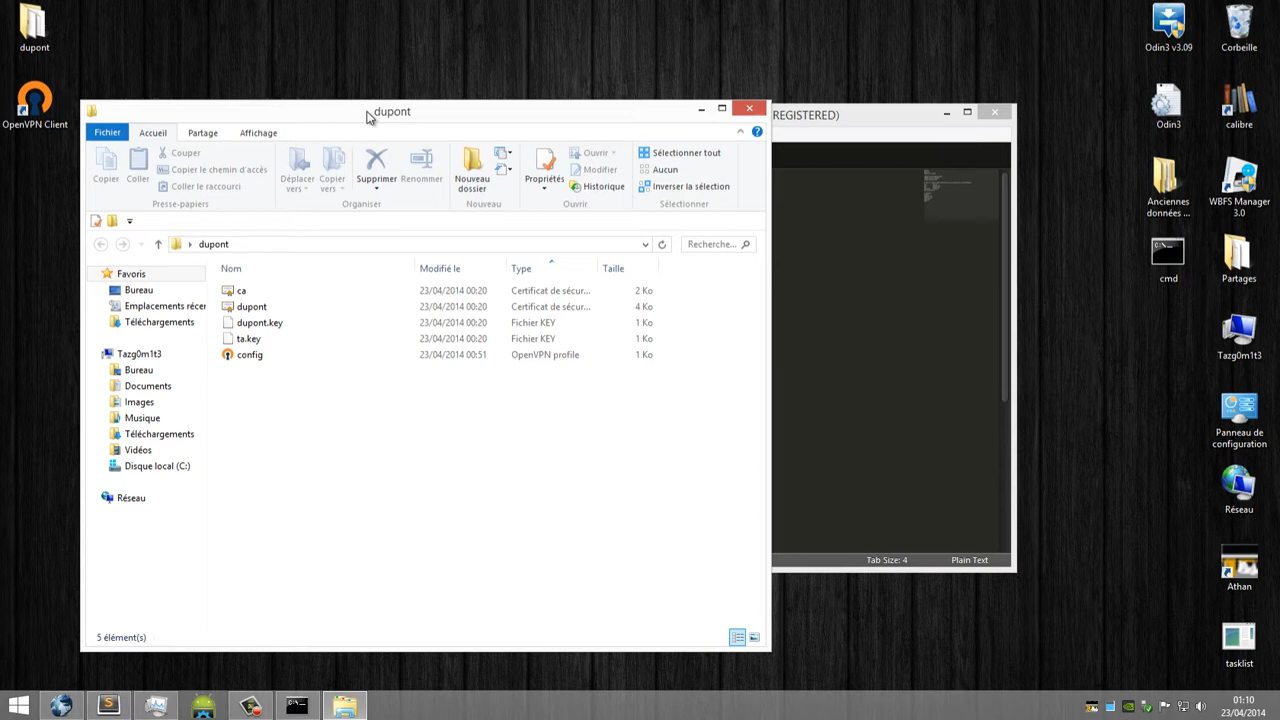 dupont
OpenVPN Client
dupont
Fichier
Accueil
Partage
Affichage
Copier
Coller
Couper
Copier le chemin d'accès
Coller le raccourci
Presse-papiers
Déplacer vers
Copier vers
Supprimer
Renommer
Organiser
Nouveau dossier
Nouveau
Propriétés
Ouvrir
Modifier
Historique
Ouvrir
Sélectionner tout
Aucun
Inverser la sélection
Sélectionner
dupont
Recherche...
Nom
Modifié le
Type
Taille
ca 23/04/2014 00:20 Certificat de sécur... 2 Ko
dupont 23/04/2014 00:20 Certificat de sécur... 4 Ko
dupont.key 23/04/2014 00:20 Fichier KEY 1 Ko
ta.key 23/04/2014 00:20 Fichier KEY 1 Ko
config 23/04/2014 00:51 OpenVPN profile 1 Ko
Favoris
Bureau
Emplacements récer
Téléchargements
Tazg0m1t3
Bureau
Documents
Images
Musique
Téléchargements
Vidéos
Disque local (C:)
Réseau
5 élément(s)
REGISTERED)
Tab Size: 4
Plain Text
Odin3 v3.09
Corbeille
Odin3
calibre
Anciennes données ...
WBFS Manager 3.0
cmd
Partages
Tazg0m1t3
Panneau de configuration
Réseau
Athan
tasklist
01:10
23/04/2014